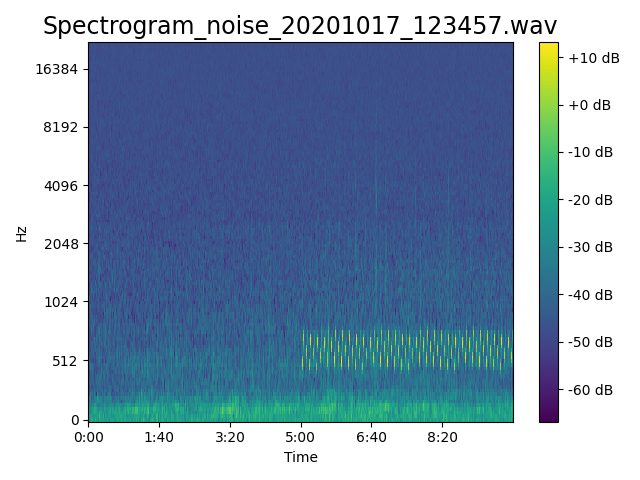 Spectrogram_noise_20201017_123457.wav
16384
8192
4096
2048
1024
512
0
Hz
0:00 1:40 3:20 5:00 6:40 8:20
Time
+10 dB
+0 dB
-10 dB
-20 dB
-30 dB
-40 dB
-50 dB
-60 dB